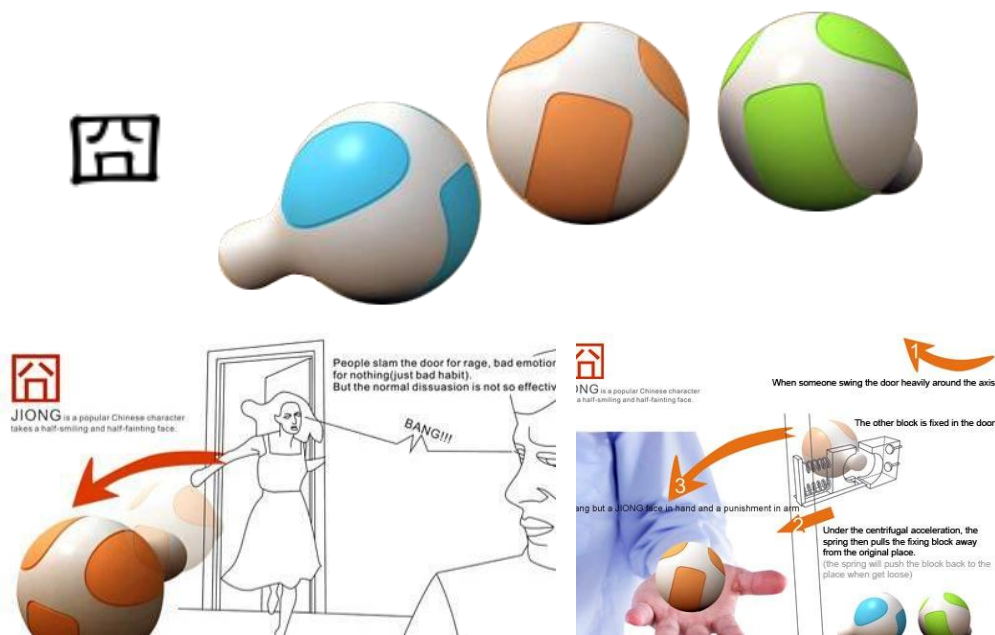 囧
囧
JIONG is a popular Chinese character
takes a half-smiling and half-fainting face.
People slam the door for rage, bad emotion
for nothing(just bad habit).
But the normal dissuasion is not so effectiv
BANG!!!
囧
ONG is a popular Chinese character
a half-smiling and half-fainting face.
1
When someone swing the door heavily around the axis
The other block is fixed in the door
3
ang but a JIONG face in hand and a punishment in arm
2
Under the centrifugal acceleration, the
spring then pulls the fixing block away
from the original place.
(the spring will push the block back to the
place when get loose)